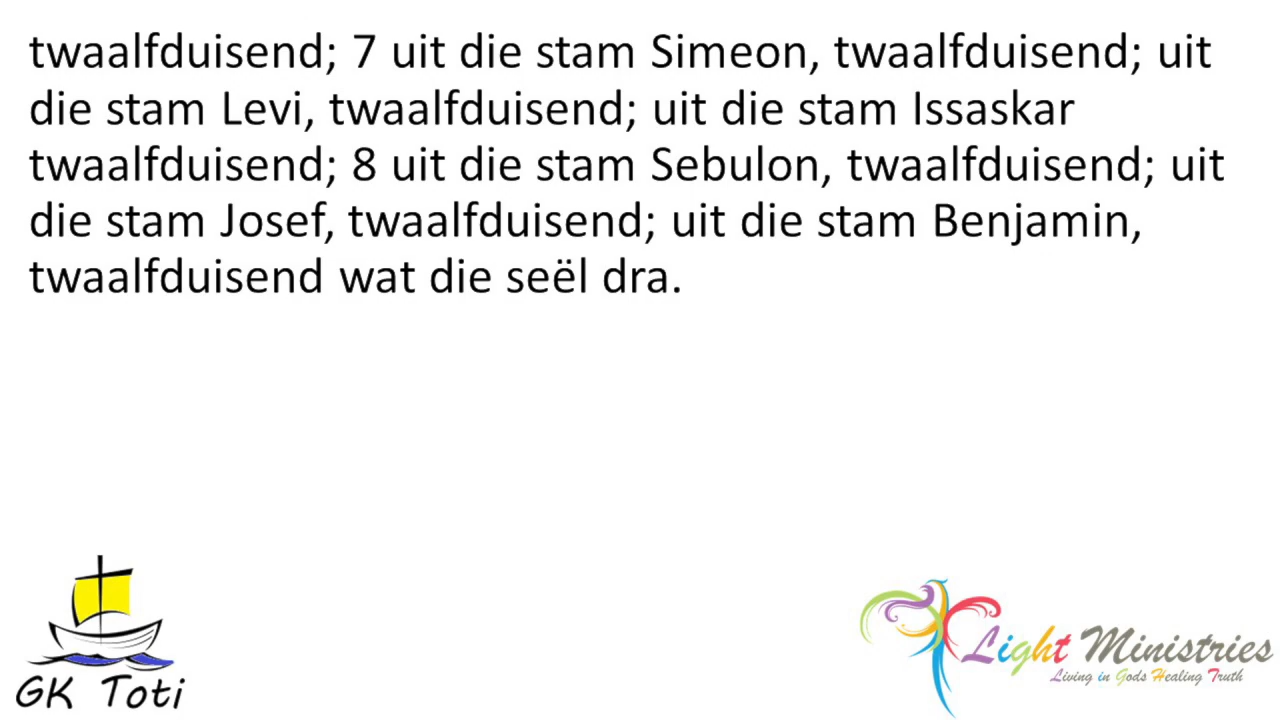 twaalfduisend; 7 uit die stam Simeon, twaalfduisend; uit
die stam Levi, twaalfduisend; uit die stam Issaskar
twaalfduisend; 8 uit die stam Sebulon, twaalfduisend; uit
die stam Josef, twaalfduisend; uit die stam Benjamin,
twaalfduisend wat die seël dra.
GK Toti
Light Ministries
Living in Gods Healing Truth